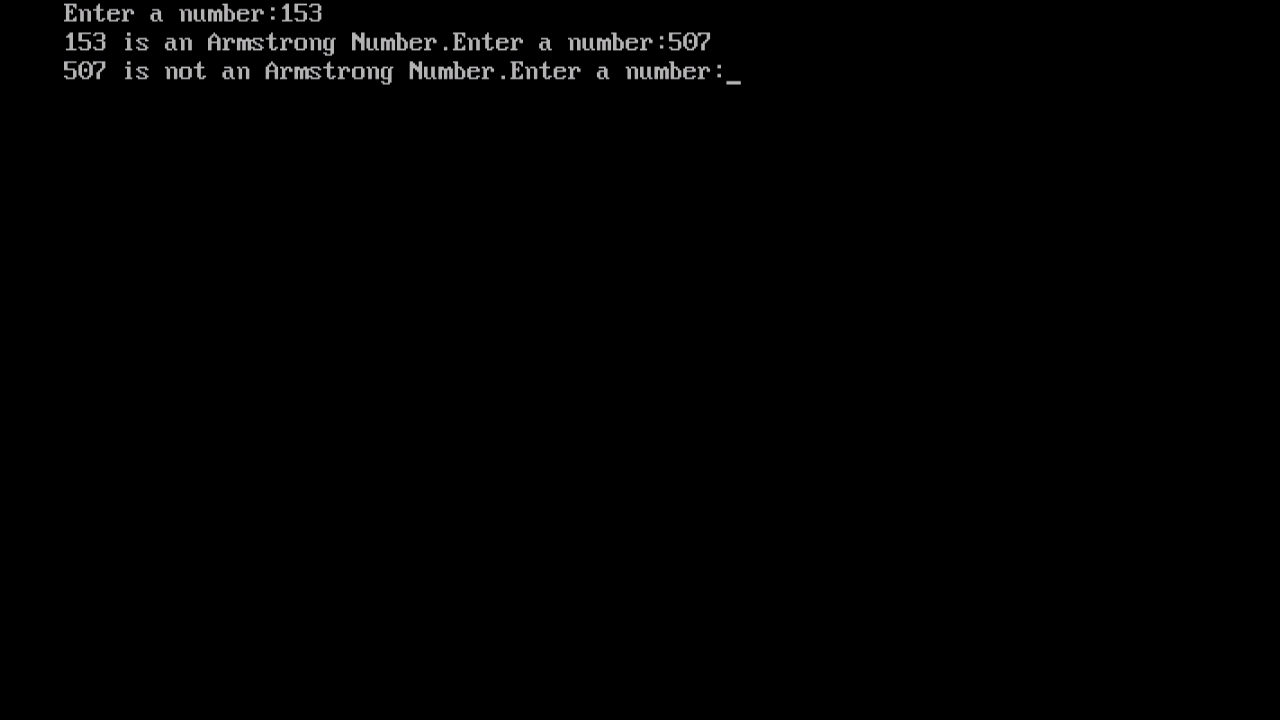 Enter a number:153
153 is an Armstrong Number.Enter a number:507
507 is not an Armstrong Number.Enter a number:_